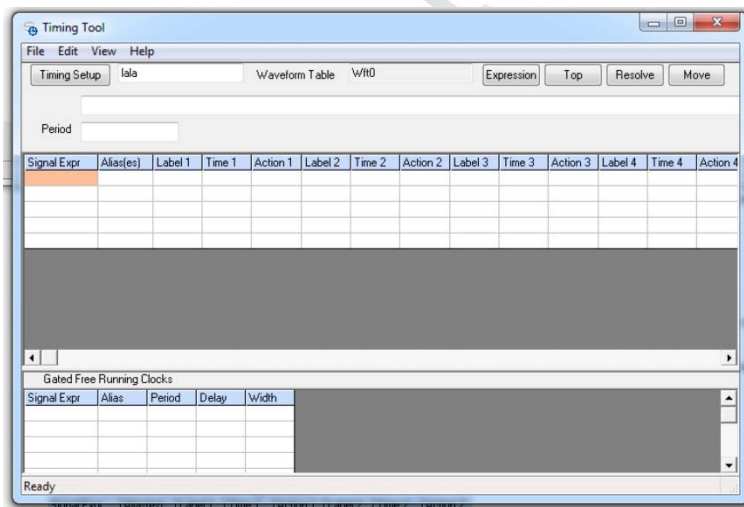 Timing Tool
File Edit View Help
Timing Setup lala Waveform Table Wft0 Expression Top Resolve Move
Period
Signal Expr Alias(es) Label 1 Time 1 Action 1 Label 2 Time 2 Action 2 Label 3 Time 3 Action 3 Label 4 Time 4 Action 4
Gated Free Running Clocks
Signal Expr Alias Period Delay Width
Ready